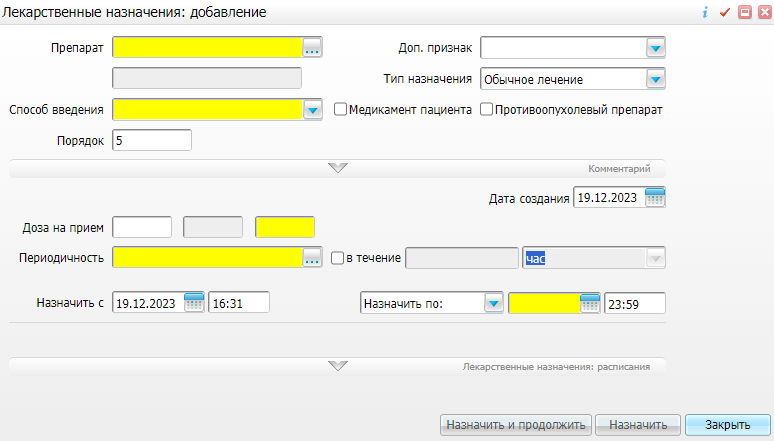 Лекарственные назначения: добавление
Препарат ... Доп. признак
Тип назначения Обычное лечение
Способ введения Медикамент пациента Противоопухолевый препарат
Порядок 5
Комментарий
Дата создания 19.12.2023
Доза на прием
Периодичность ... в течение час
Назначить с 19.12.2023 16:31 Назначить по: 23:59
Лекарственные назначения: расписания
Назначить и продолжить Назначить Закрыть